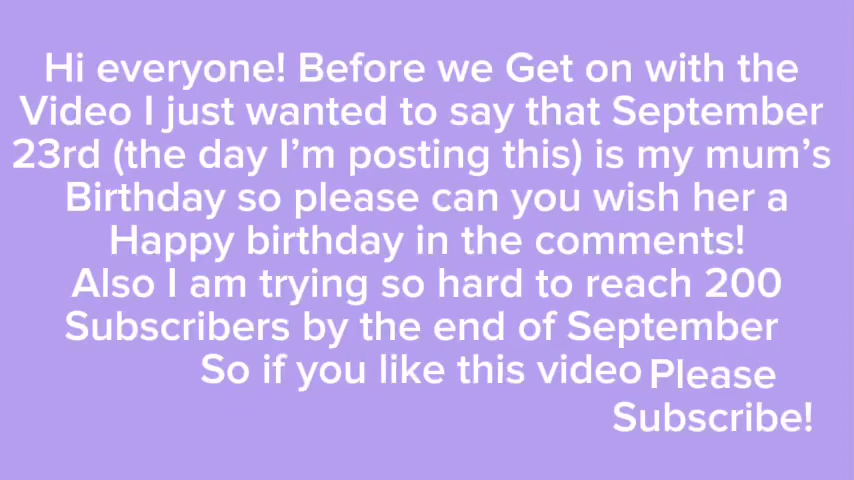 Hi everyone! Before we Get on with the
Video I just wanted to say that September
23rd (the day I’m posting this) is my mum’s
Birthday so please can you wish her a
Happy birthday in the comments!
Also I am trying so hard to reach 200
Subscribers by the end of September
So if you like this video Please
Subscribe!